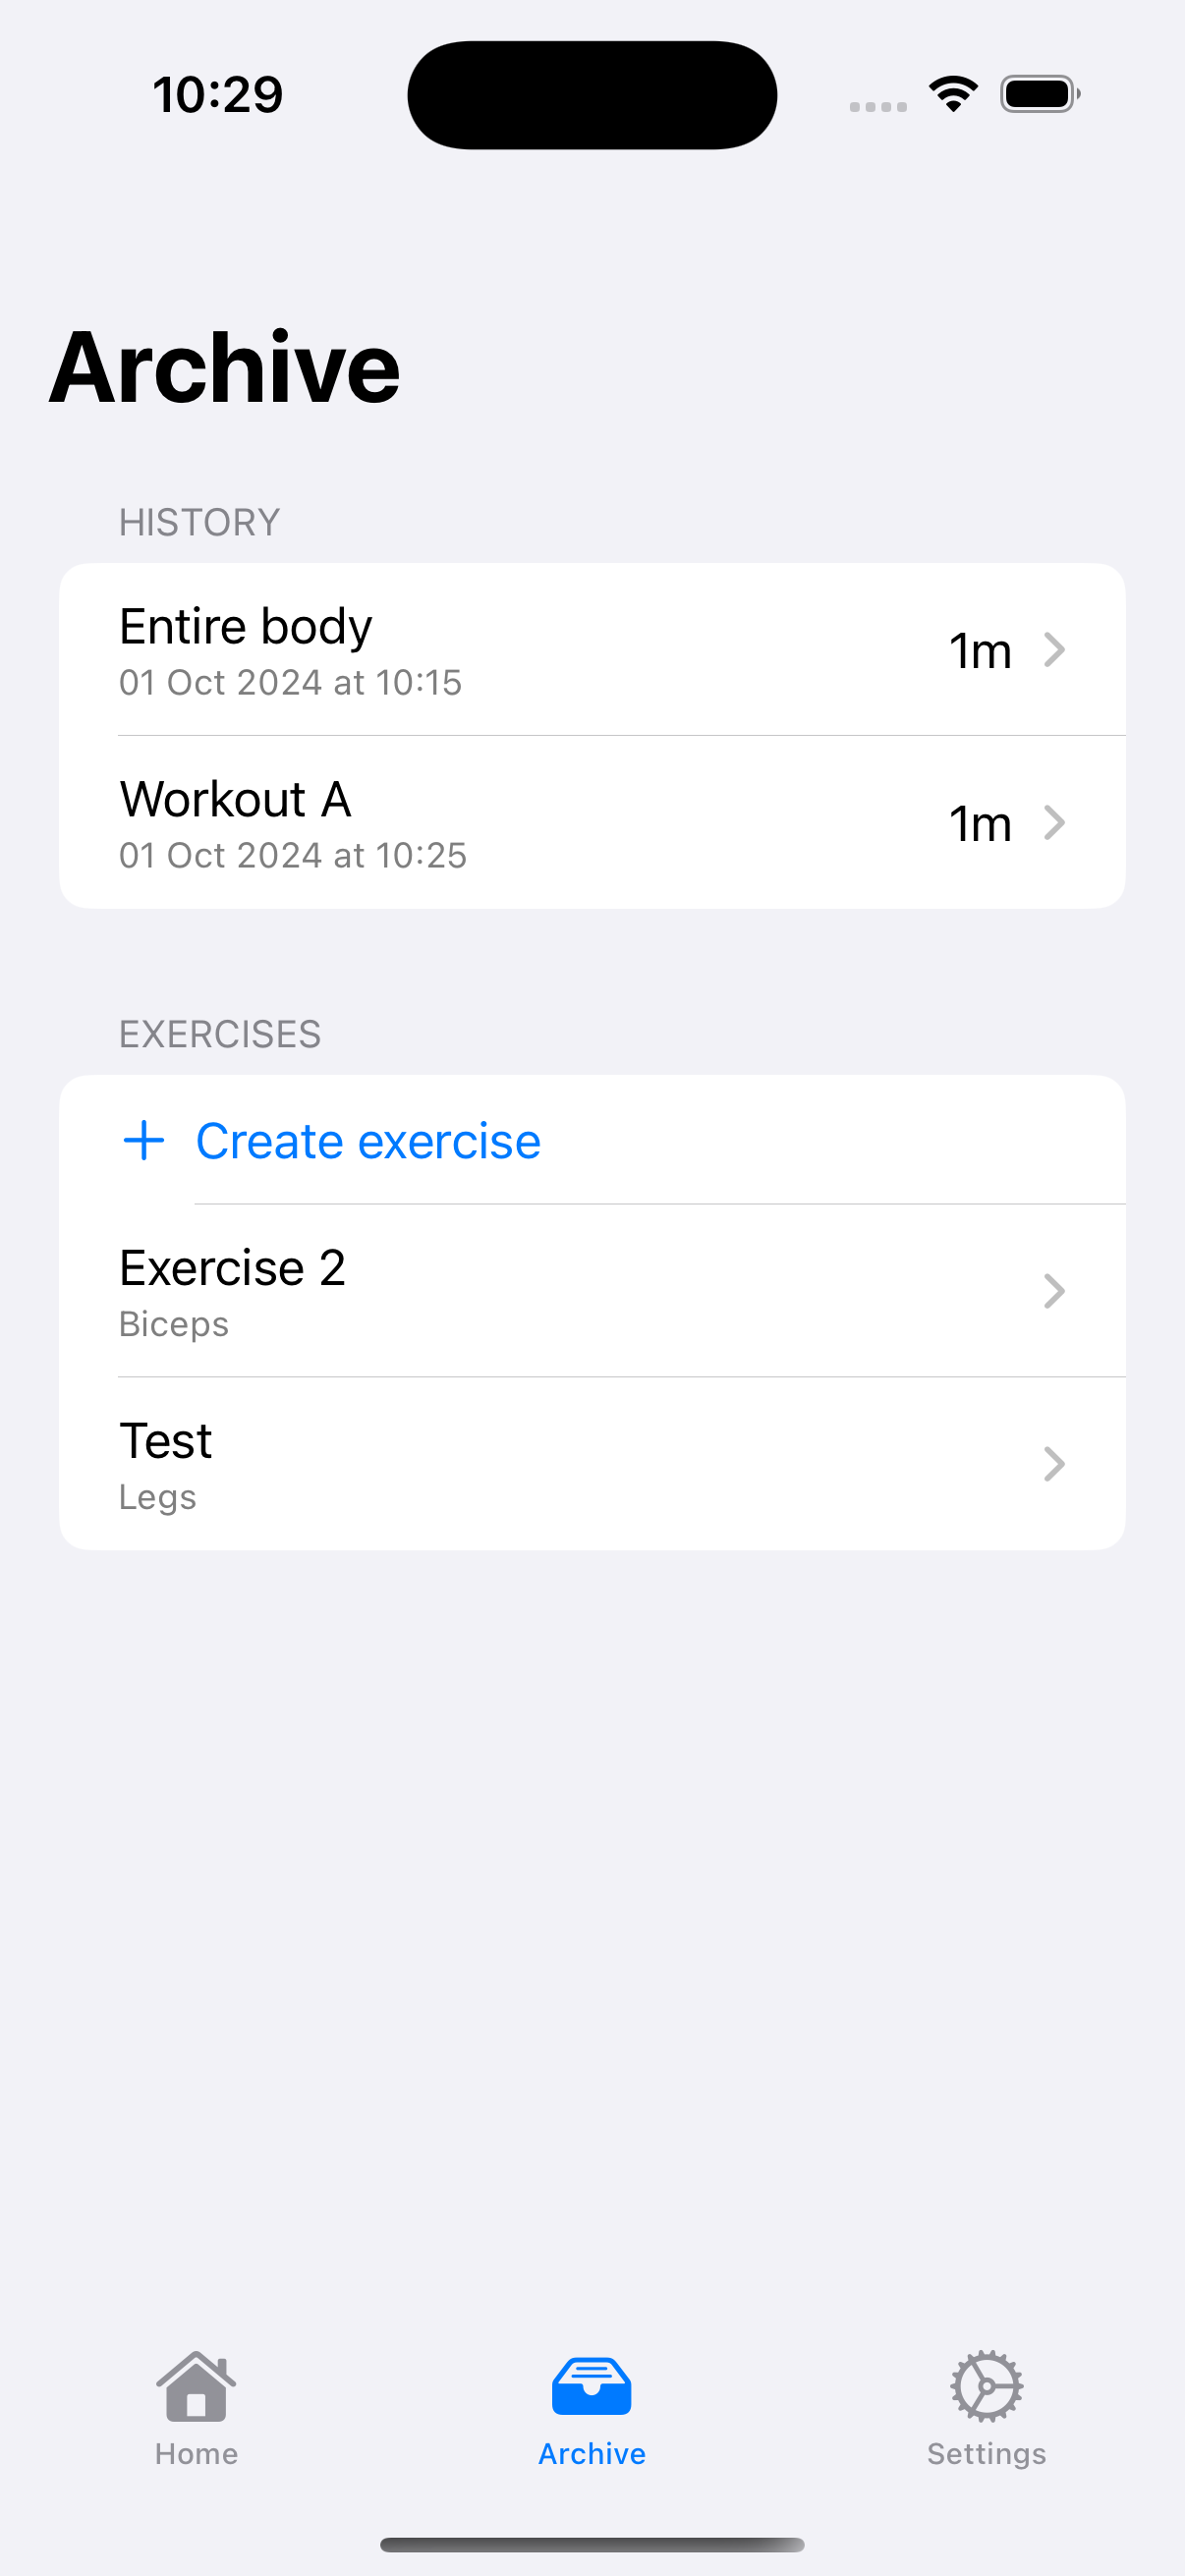 10:29
Archive
HISTORY
Entire body
01 Oct 2024 at 10:15
1m
Workout A
01 Oct 2024 at 10:25
1m
EXERCISES
Create exercise
Exercise 2
Biceps
Test
Legs
Home
Archive
Settings